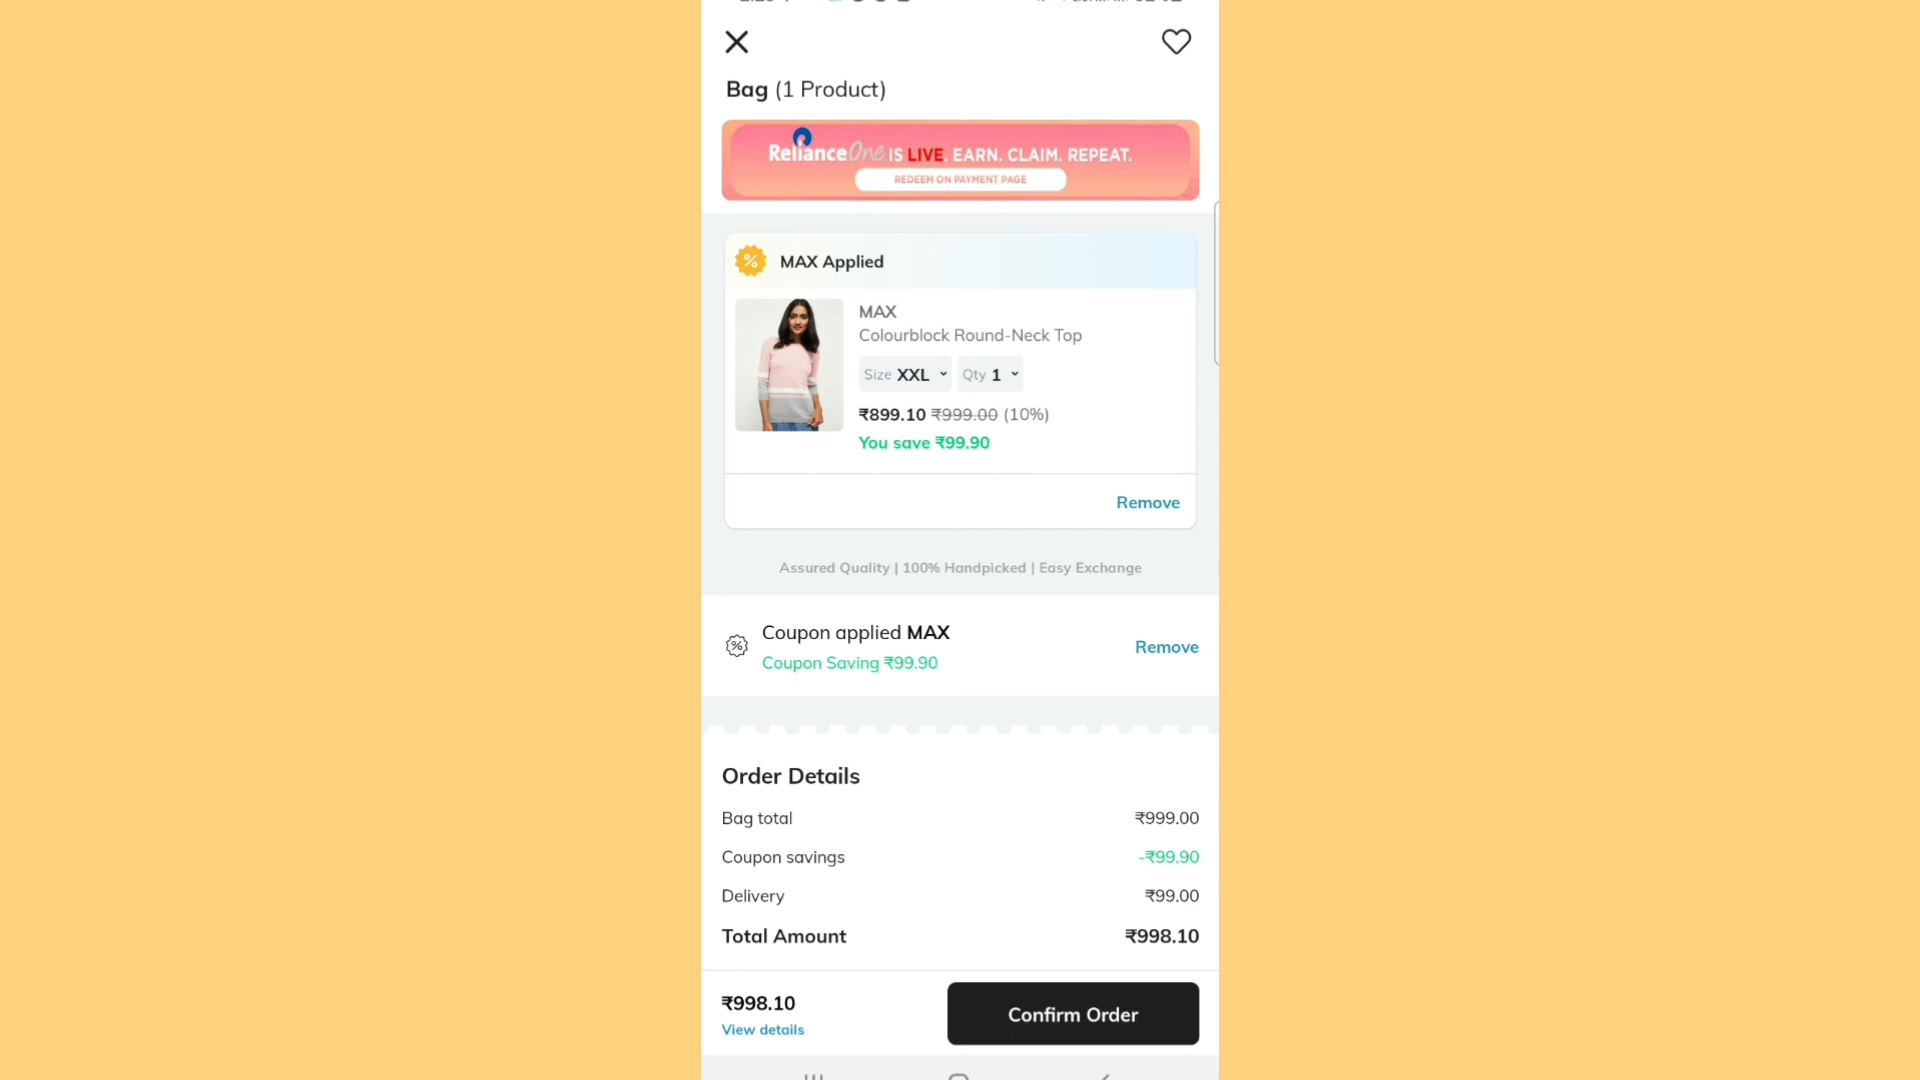 Bag (1 Product)
RelianceOne IS LIVE. EARN. CLAIM. REPEAT.
REDEEM ON PAYMENT PAGE
MAX Applied
MAX
Colourblock Round-Neck Top
Size XXL Qty 1
₹899.10 ₹999.00 (10%)
You save ₹99.90
Remove
Assured Quality | 100% Handpicked | Easy Exchange
Coupon applied MAX
Coupon Saving ₹99.90
Remove
Order Details
Bag total ₹999.00
Coupon savings -₹99.90
Delivery ₹99.00
Total Amount ₹998.10
₹998.10
View details
Confirm Order